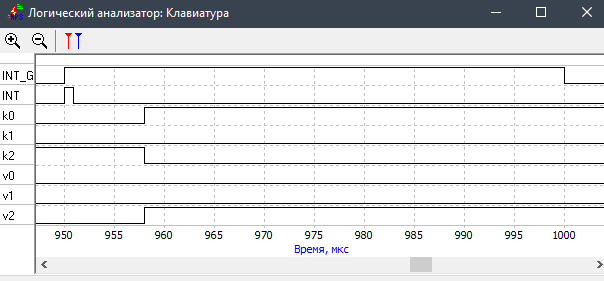 Логический анализатор: Клавиатура
INT_G
INT
k0
k1
k2
v0
v1
v2
950 955 960 965 970 975 980 985 990 995 1000
Время, мкс